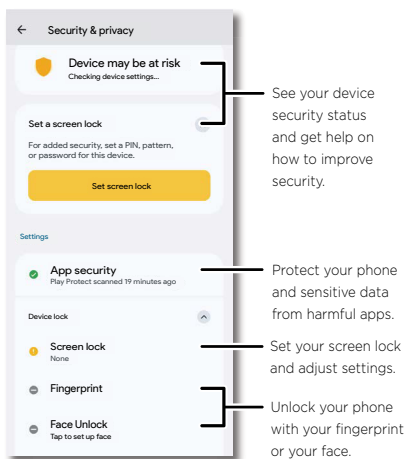 Security & privacy
Device may be at risk
Checking device settings...
Set a screen lock
For added security, set a PIN, pattern,
or password for this device.
Set screen lock
Settings
App security
Play Protect scanned 19 minutes ago
Device lock
Screen lock
None
Fingerprint
Face Unlock
Tap to set up face
See your device
security status
and get help on
how to improve
security.
Protect your phone
and sensitive data
from harmful apps.
Set your screen lock
and adjust settings.
Unlock your phone
with your fingerprint
or your face.